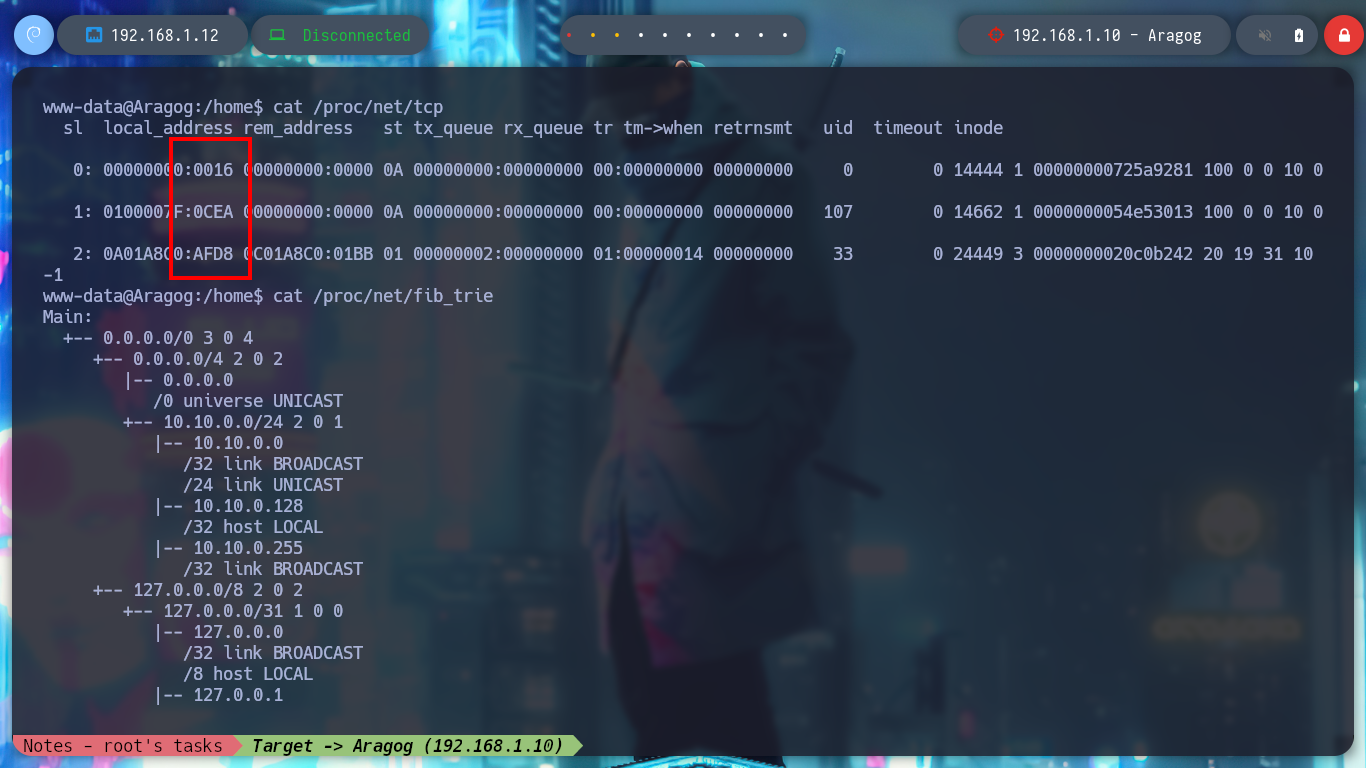 192.168.1.12 Disconnected 192.168.1.10 - Aragog
www-data@Aragog:/home$ cat /proc/net/tcp
sl local_address rem_address st tx_queue rx_queue tr tm->when retrnsmt uid timeout inode
0: 00000000:0016 00000000:0000 0A 00000000:00000000 00:00000000 00000000 0 0 14444 1 00000000725a9281 100 0 0 10 0
1: 0100007F:0CEA 00000000:0000 0A 00000000:00000000 00:00000000 00000000 107 0 14662 1 0000000054e53013 100 0 0 10 0
2: 0A01A8C0:AFD8 0C01A8C0:01BB 01 00000002:00000000 01:00000014 00000000 33 0 24449 3 0000000020c0b242 20 19 31 10
-1
www-data@Aragog:/home$ cat /proc/net/fib_trie
Main:
+-- 0.0.0.0/0 3 0 4
+-- 0.0.0.0/4 2 0 2
|-- 0.0.0.0
/0 universe UNICAST
+-- 10.10.0.0/24 2 0 1
|-- 10.10.0.0
/32 link BROADCAST
/24 link UNICAST
|-- 10.10.0.128
/32 host LOCAL
|-- 10.10.0.255
/32 link BROADCAST
+-- 127.0.0.0/8 2 0 2
+-- 127.0.0.0/31 1 0 0
|-- 127.0.0.0
/32 link BROADCAST
/8 host LOCAL
|-- 127.0.0.1
Notes - root's tasks Target -> Aragog (192.168.1.10)